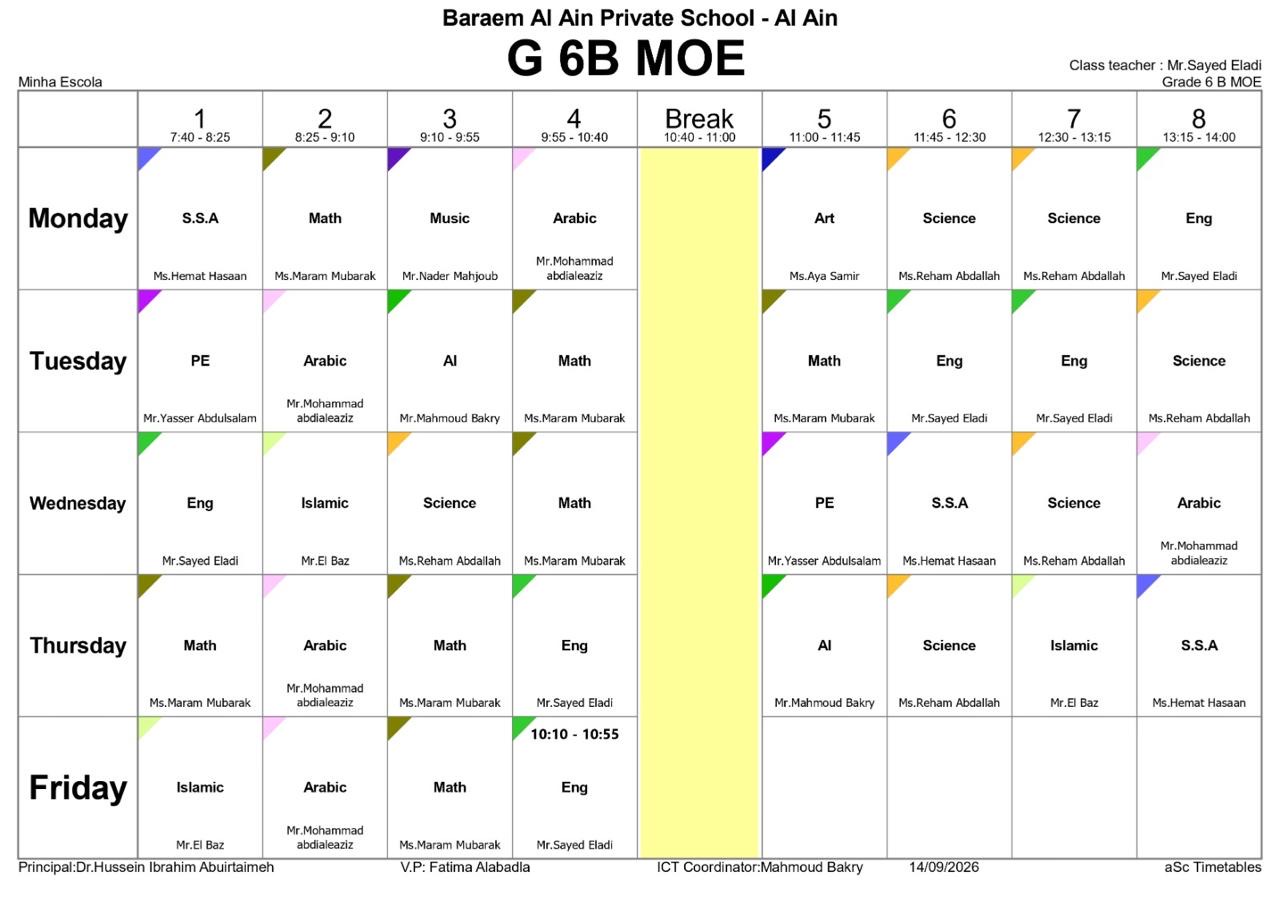 Baraem Al Ain Private School - Al Ain
G 6B MOE
Class teacher : Mr.Sayed Eladi
Minha Escola
Grade 6 B MOE
1 2 3 4 Break 5 6 7 8
7:40 - 8:25 8:25 - 9:10 9:10 - 9:55 9:55 - 10:40 10:40 - 11:00 11:00 - 11:45 11:45 - 12:30 12:30 - 13:15 13:15 - 14:00
Monday S.S.A Math Music Arabic Art Science Science Eng
Ms.Hemat Hasaan Ms.Maram Mubarak Mr.Nader Mahjoub Mr.Mohammad abdialeaziz Ms.Aya Samir Ms.Reham Abdallah Ms.Reham Abdallah Mr.Sayed Eladi
Tuesday PE Arabic AI Math Math Eng Eng Science
Mr.Yasser Abdulsalam Mr.Mohammad abdialeaziz Mr.Mahmoud Bakry Ms.Maram Mubarak Ms.Maram Mubarak Mr.Sayed Eladi Mr.Sayed Eladi Ms.Reham Abdallah
Wednesday Eng Islamic Science Math PE S.S.A Science Arabic
Mr.Sayed Eladi Mr.El Baz Ms.Reham Abdallah Ms.Maram Mubarak Mr.Yasser Abdulsalam Ms.Hemat Hasaan Ms.Reham Abdallah Mr.Mohammad abdialeaziz
Thursday Math Arabic Math Eng AI Science Islamic S.S.A
Ms.Maram Mubarak Mr.Mohammad abdialeaziz Ms.Maram Mubarak Mr.Sayed Eladi Mr.Mahmoud Bakry Ms.Reham Abdallah Mr.El Baz Ms.Hemat Hasaan
10:10 - 10:55
Friday Islamic Arabic Math Eng
Mr.El Baz Mr.Mohammad abdialeaziz Ms.Maram Mubarak Mr.Sayed Eladi
Principal:Dr.Hussein Ibrahim Abuirtaimeh V.P: Fatima Alabadla ICT Coordinator:Mahmoud Bakry 14/09/2026 aSc Timetables